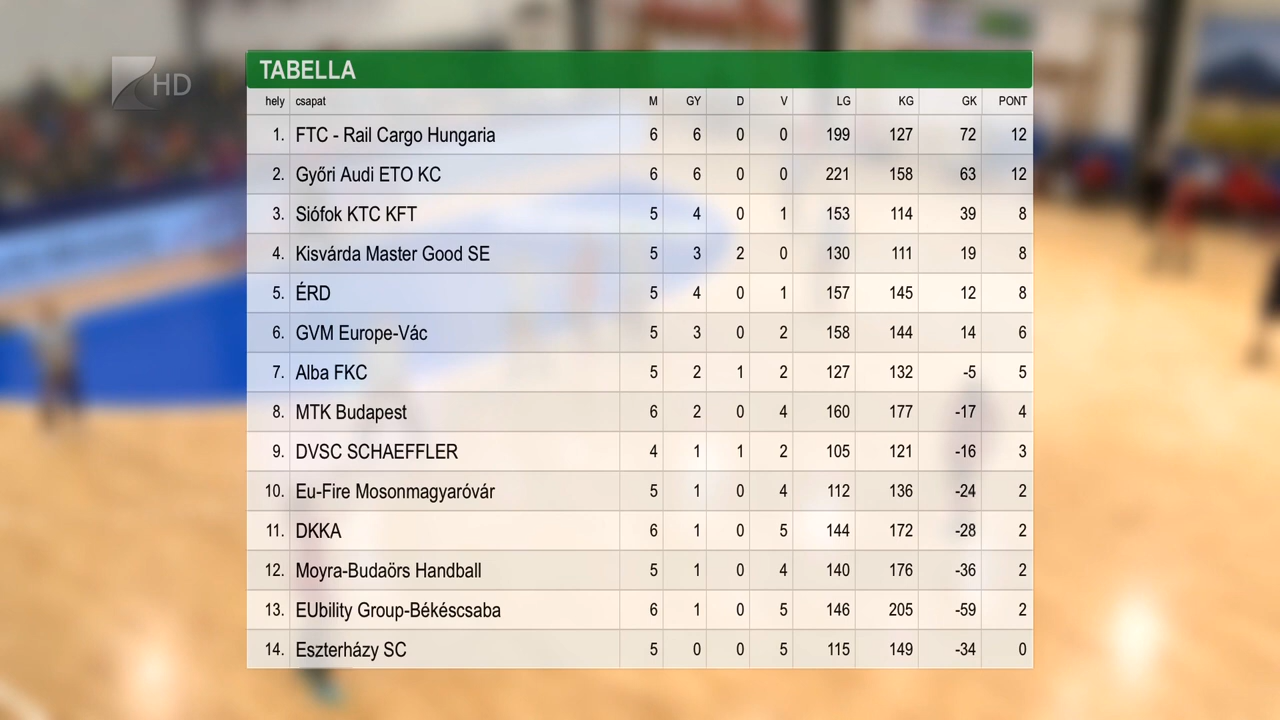 HD
TABELLA
hely csapat M GY D V LG KG GK PONT
1. FTC - Rail Cargo Hungaria 6 6 0 0 199 127 72 12
2. Győri Audi ETO KC 6 6 0 0 221 158 63 12
3. Siófok KTC KFT 5 4 0 1 153 114 39 8
4. Kisvárda Master Good SE 5 3 2 0 130 111 19 8
5. ÉRD 5 4 0 1 157 145 12 8
6. GVM Europe-Vác 5 3 0 2 158 144 14 6
7. Alba FKC 5 2 1 2 127 132 -5 5
8. MTK Budapest 6 2 0 4 160 177 -17 4
9. DVSC SCHAEFFLER 4 1 1 2 105 121 -16 3
10. Eu-Fire Mosonmagyaróvár 5 1 0 4 112 136 -24 2
11. DKKA 6 1 0 5 144 172 -28 2
12. Moyra-Budaörs Handball 5 1 0 4 140 176 -36 2
13. EUbility Group-Békéscsaba 6 1 0 5 146 205 -59 2
14. Eszterházy SC 5 0 0 5 115 149 -34 0